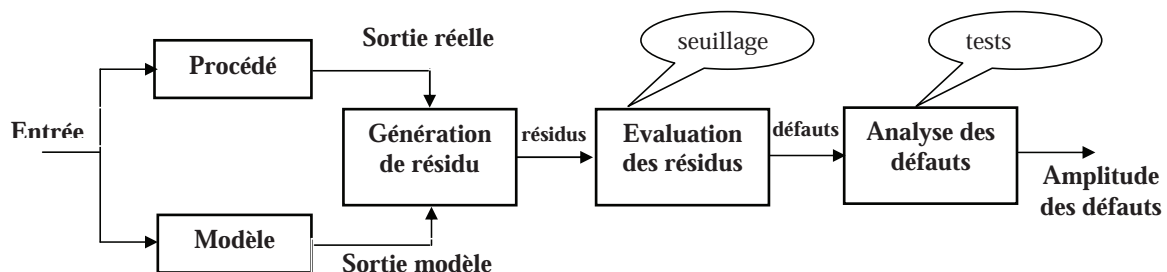 Sortie réelle
seuillage
tests
Procédé
Entrée
Génération
de résidu
résidus
Evaluation
des résidus
défauts
Analyse des
défauts
Amplitude
des défauts
Modèle
Sortie modèle